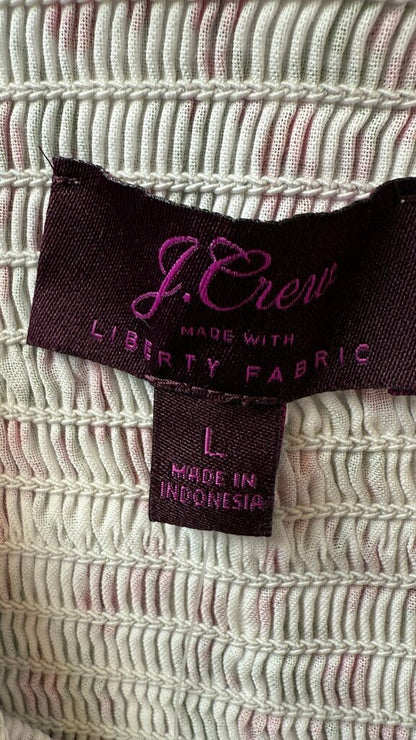 J.Crew
MADE WITH
LIBERTY FABRIC
L
MADE IN
INDONESIA